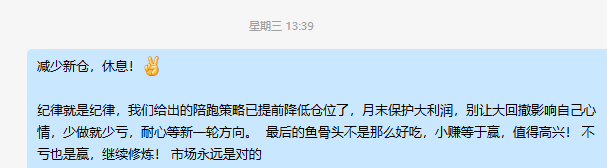 星期三 13:39
减少新仓，休息！✌
纪律就是纪律，我们给出的陪跑策略已提前降低仓位了，月末保护大利润，别让大回撤影响自己心
情，少做就少亏，耐心等新一轮方向。 最后的鱼骨头不是那么好吃，小赚等于赢，值得高兴！ 不
亏也是赢，继续修炼！ 市场永远是对的